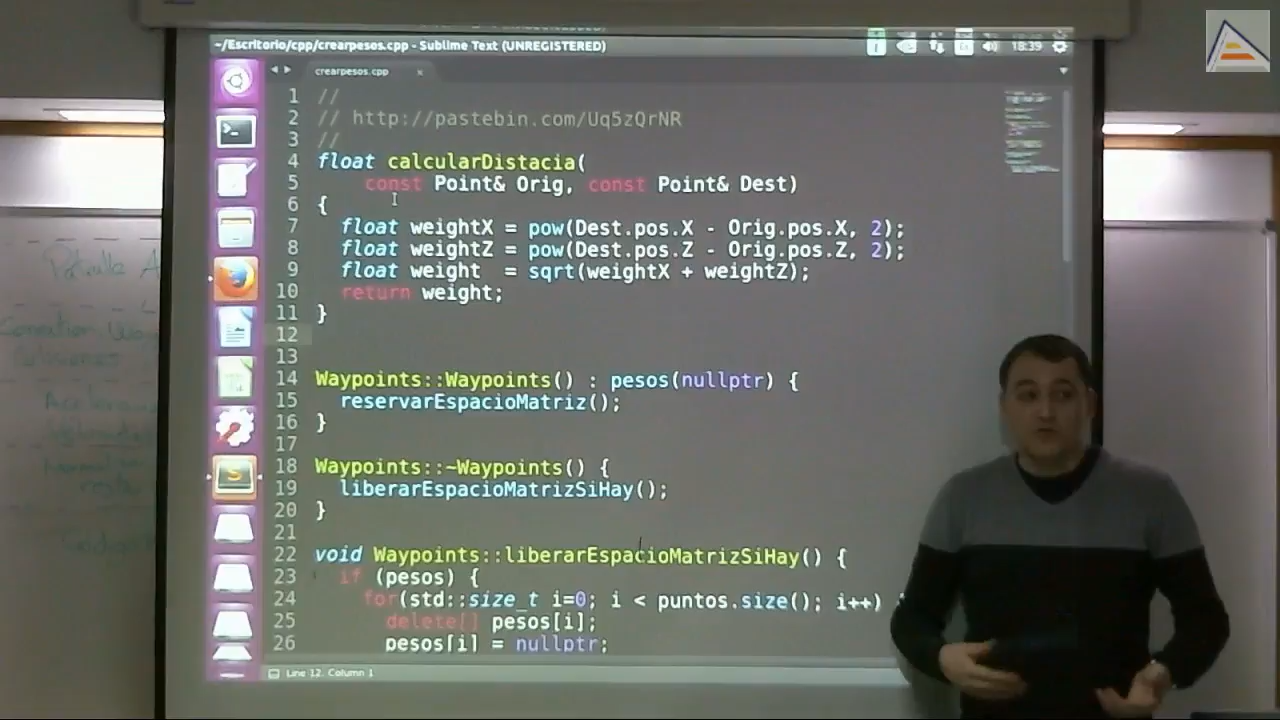 ~/Escritorio/cpp/crearpesos.cpp - Sublime Text (UNREGISTERED)
18:39
crearpesos.cpp x
1 //
2 // http://pastebin.com/Uq5zQrNR
3 //
4 float calcularDistacia(
5 const Point& Orig, const Point& Dest)
6 {
7 float weightX = pow(Dest.pos.X - Orig.pos.X, 2);
8 float weightZ = pow(Dest.pos.Z - Orig.pos.Z, 2);
9 float weight = sqrt(weightX + weightZ);
10 return weight;
11 }
12
13
14 Waypoints::Waypoints() : pesos(nullptr) {
15 reservarEspacioMatriz();
16 }
17
18 Waypoints::~Waypoints() {
19 liberarEspacioMatrizSiHay();
20 }
21
22 void Waypoints::liberarEspacioMatrizSiHay() {
23 if (pesos) {
24 for(std::size_t i=0; i < puntos.size(); i++)
25 delete[] pesos[i];
26 pesos[i] = nullptr;
Line 12, Column 1